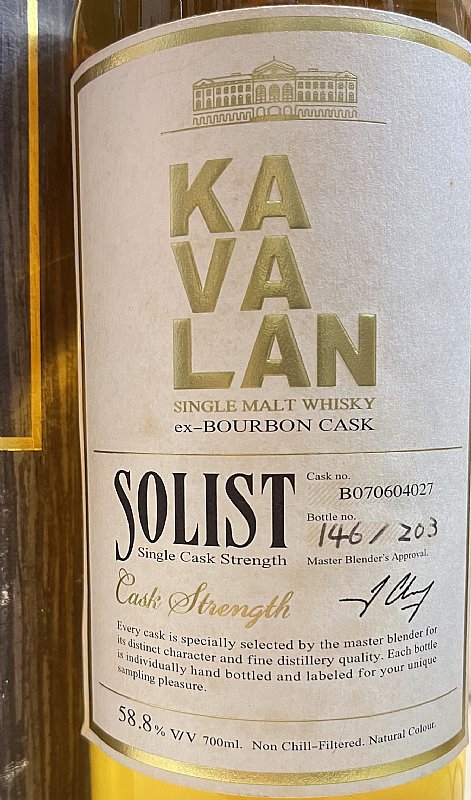 KA
VA
LAN
SINGLE MALT WHISKY
ex-BOURBON CASK
SOLIST
Single Cask Strength
Cask no.
B070604027
Bottle no.
146 / 203
Master Blender's Approval.
Cask Strength
Every cask is specially selected by the master blender for
its distinct character and fine distillery quality. Each bottle
is individually hand bottled and labeled for your unique
sampling pleasure.
58.8% V/V 700ml. Non Chill-Filtered. Natural Colour.